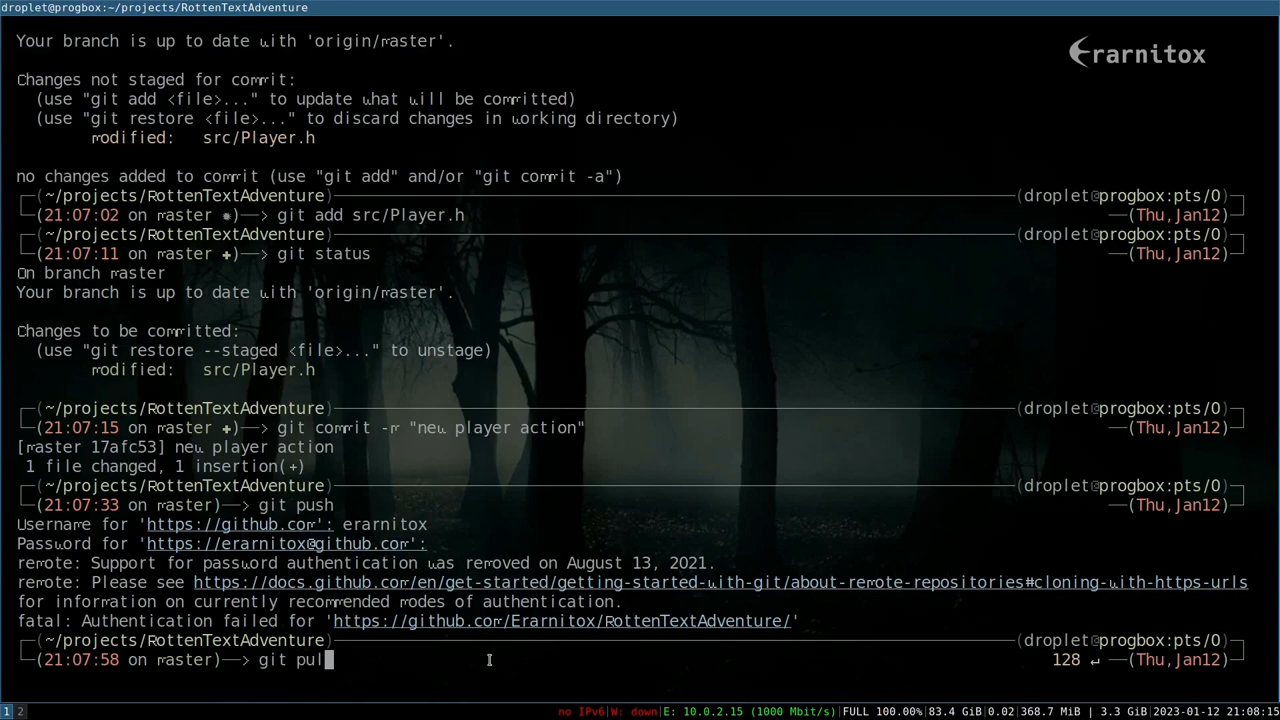 droplet@progbox:~/projects/RottenTextAdventure
Your branch is up to date with 'origin/master'.
Erarnitox
Changes not staged for commit:
(use "git add <file>..." to update what will be committed)
(use "git restore <file>..." to discard changes in working directory)
modified: src/Player.h
no changes added to commit (use "git add" and/or "git commit -a")
(~/projects/RottenTextAdventure) (droplet@progbox:pts/0)
(21:07:02 on master ✹)──> git add src/Player.h ──(Thu,Jan12)
(~/projects/RottenTextAdventure) (droplet@progbox:pts/0)
(21:07:11 on master ✚)──> git status ──(Thu,Jan12)
On branch master
Your branch is up to date with 'origin/master'.
Changes to be committed:
(use "git restore --staged <file>..." to unstage)
modified: src/Player.h
(~/projects/RottenTextAdventure) (droplet@progbox:pts/0)
(21:07:15 on master ✚)──> git commit -m "new player action" ──(Thu,Jan12)
[master 17afc53] new player action
1 file changed, 1 insertion(+)
(~/projects/RottenTextAdventure) (droplet@progbox:pts/0)
(21:07:33 on master)──> git push ──(Thu,Jan12)
Username for 'https://github.com': erarnitox
Password for 'https://erarnitox@github.com':
remote: Support for password authentication was removed on August 13, 2021.
remote: Please see https://docs.github.com/en/get-started/getting-started-with-git/about-remote-repositories#cloning-with-https-urls
for information on currently recommended modes of authentication.
fatal: Authentication failed for 'https://github.com/Erarnitox/RottenTextAdventure/'
(~/projects/RottenTextAdventure) (droplet@progbox:pts/0)
(21:07:58 on master)──> git pul 128 ↵ ──(Thu,Jan12)
1 2 no IPv6|W: down|E: 10.0.2.15 (1000 Mbit/s)|FULL 100.00%|83.4 GiB|0.02|368.7 MiB | 3.3 GiB|2023-01-12 21:08:15